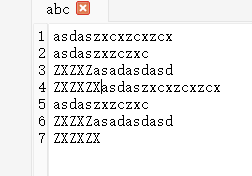 abc
1 asdaszxcxzcxzcx
2 asdaszxzczxc
3 ZXZXZasadasdasd
4 ZXZXZXasdaszxcxzcxzcx
5 asdaszxzczxc
6 ZXZXZasadasdasd
7 ZXZXZX